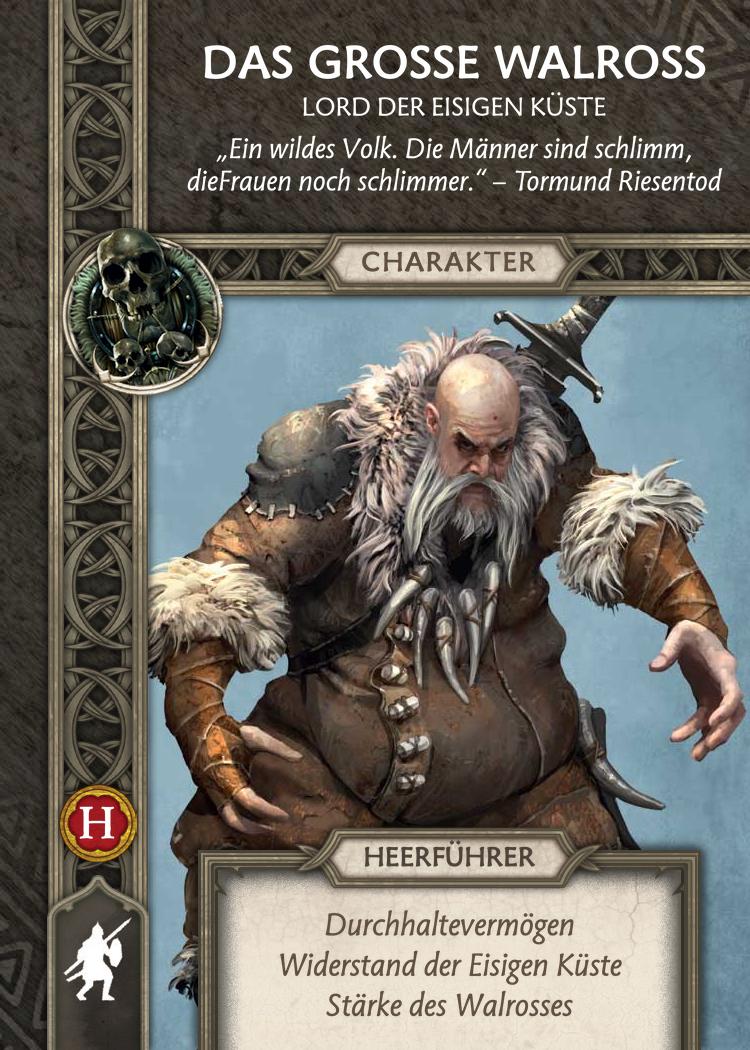 DAS GROSSE WALROSS
LORD DER EISIGEN KÜSTE
„Ein wildes Volk. Die Männer sind schlimm,
dieFrauen noch schlimmer.“ – Tormund Riesentod
CHARAKTER
H
HEERFÜHRER
Durchhaltevermögen
Widerstand der Eisigen Küste
Stärke des Walrosses